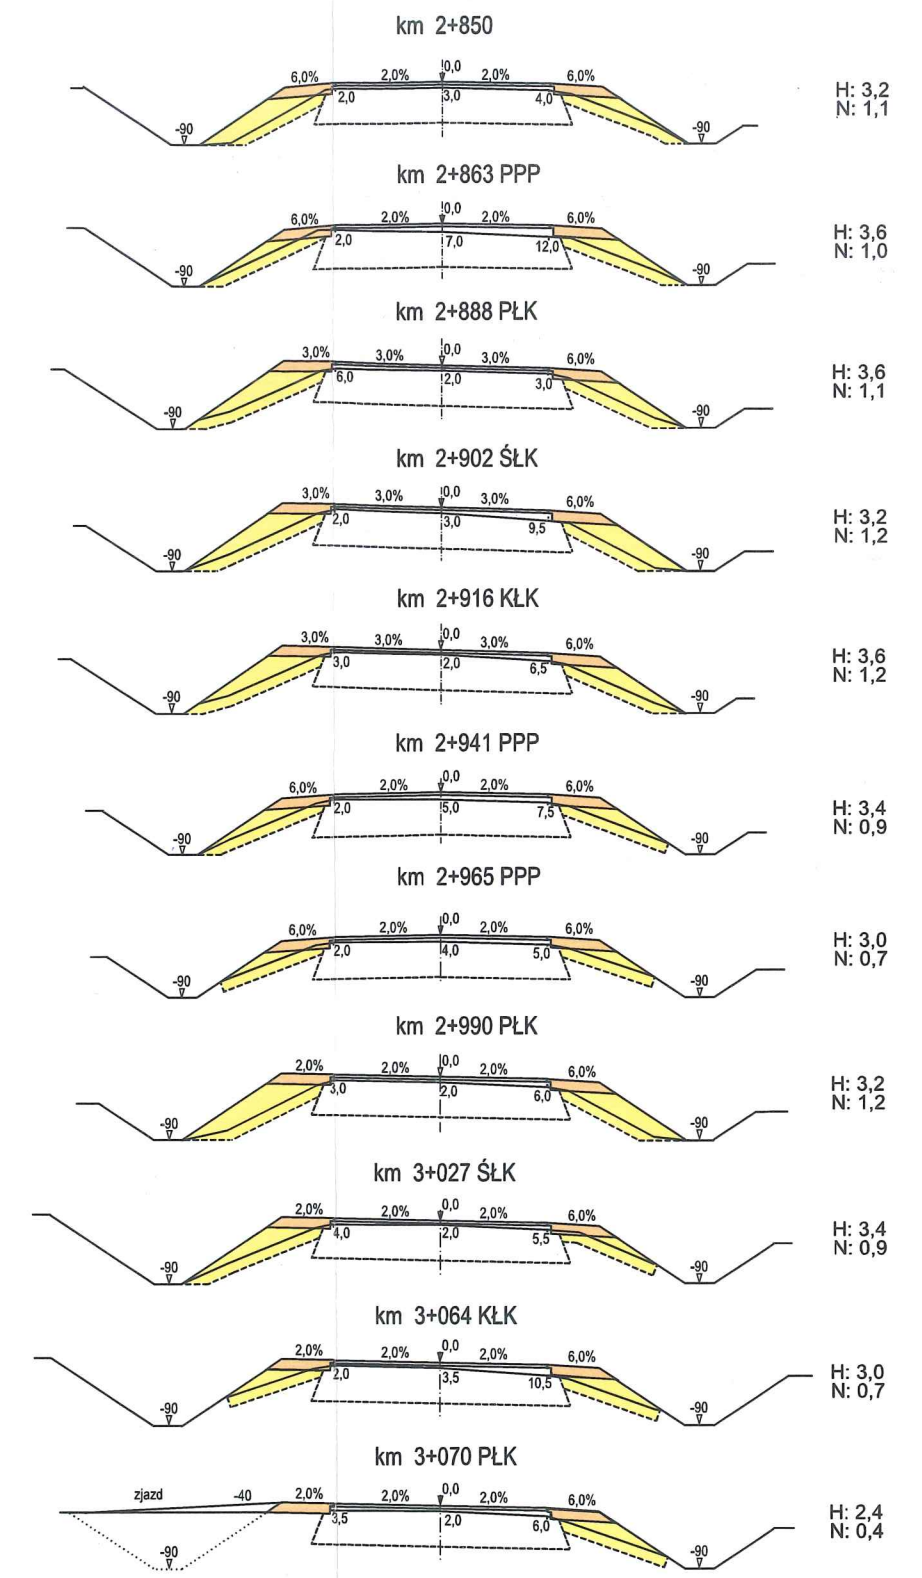 km 2+850
0,0
6,0% 2,0% 2,0% 6,0%
2,0 3,0 4,0
-90 -90
H: 3,2
N: 1,1
km 2+863 PPP
0,0
6,0% 2,0% 2,0% 6,0%
2,0 7,0 12,0
-90 -90
H: 3,6
N: 1,0
km 2+888 PŁK
0,0
3,0% 3,0% 3,0% 6,0%
6,0 2,0 3,0
-90 -90
H: 3,6
N: 1,1
km 2+902 ŚŁK
0,0
3,0% 3,0% 3,0% 6,0%
2,0 3,0 9,5
-90 -90
H: 3,2
N: 1,2
km 2+916 KŁK
0,0
3,0% 3,0% 3,0% 6,0%
3,0 2,0 6,5
-90 -90
H: 3,6
N: 1,2
km 2+941 PPP
0,0
6,0% 2,0% 2,0% 6,0%
2,0 5,0 7,5
-90 -90
H: 3,4
N: 0,9
km 2+965 PPP
0,0
6,0% 2,0% 2,0% 6,0%
2,0 4,0 5,0
-90 -90
H: 3,0
N: 0,7
km 2+990 PŁK
0,0
2,0% 2,0% 2,0% 6,0%
3,0 2,0 6,0
-90 -90
H: 3,2
N: 1,2
km 3+027 ŚŁK
0,0
2,0% 2,0% 2,0% 6,0%
4,0 2,0 5,5
-90 -90
H: 3,4
N: 0,9
km 3+064 KŁK
0,0
2,0% 2,0% 2,0% 6,0%
2,0 3,5 10,5
-90 -90
H: 3,0
N: 0,7
km 3+070 PŁK
0,0
zjazd -40 2,0% 2,0% 2,0% 6,0%
3,5 2,0 6,0
-90 -90
H: 2,4
N: 0,4